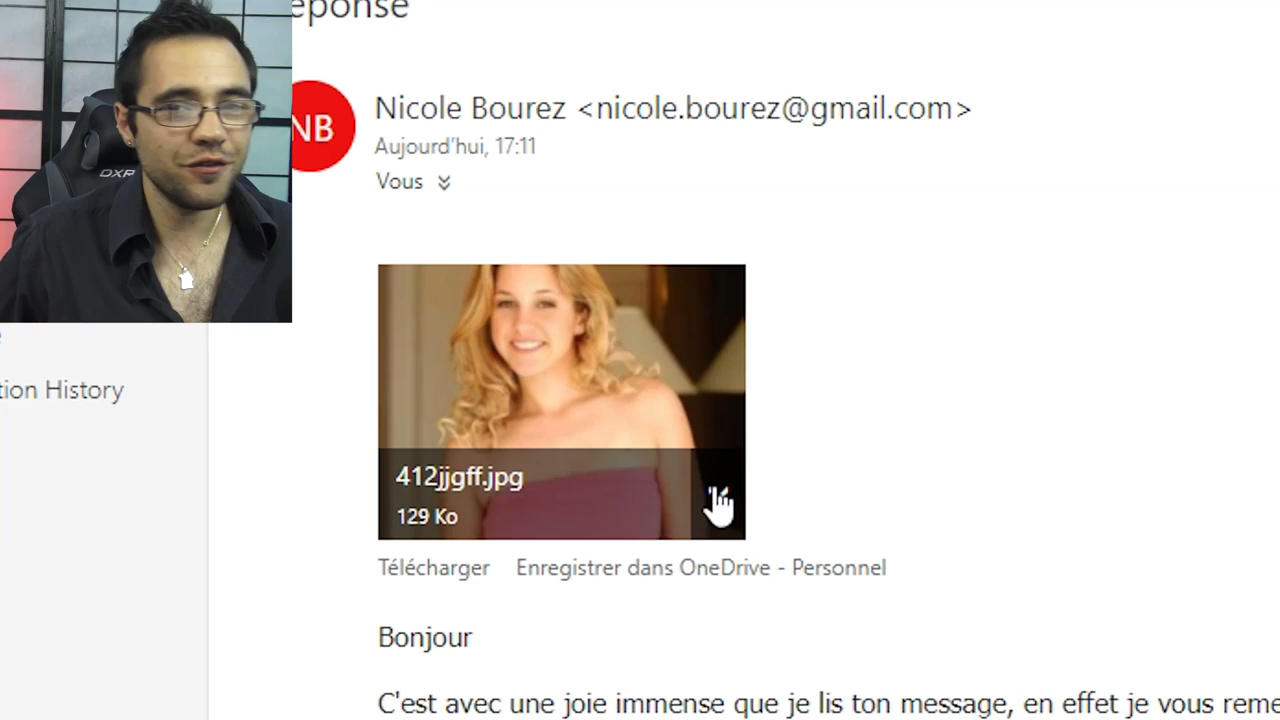 éponse
NB
Nicole Bourez <nicole.bourez@gmail.com>
Aujourd'hui, 17:11
Vous
412jjgff.jpg
129 Ko
tion History
Télécharger Enregistrer dans OneDrive - Personnel
Bonjour
C'est avec une joie immense que je lis ton message, en effet je vous